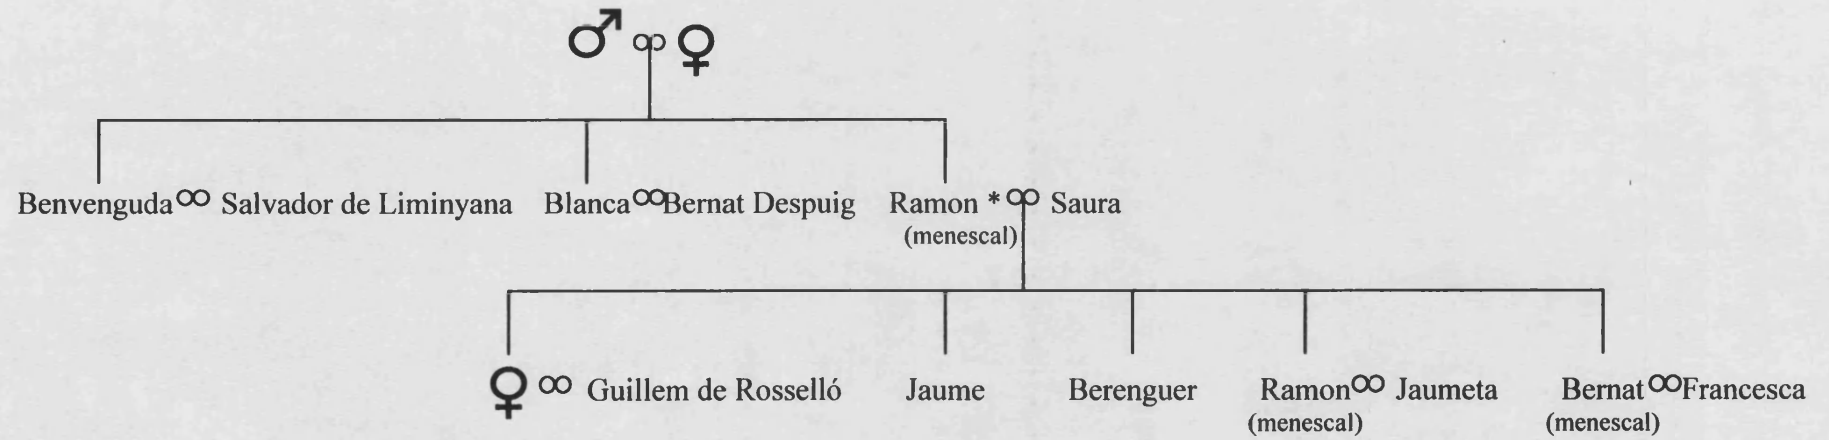 ♂ ⚭ ♀
Benvenguda ⚭ Salvador de Liminyana Blanca ⚭ Bernat Despuig Ramon * ⚭ Saura
(menescal)
♀ ⚭ Guillem de Rosselló Jaume Berenguer Ramon ⚭ Jaumeta Bernat ⚭ Francesca
(menescal) (menescal)